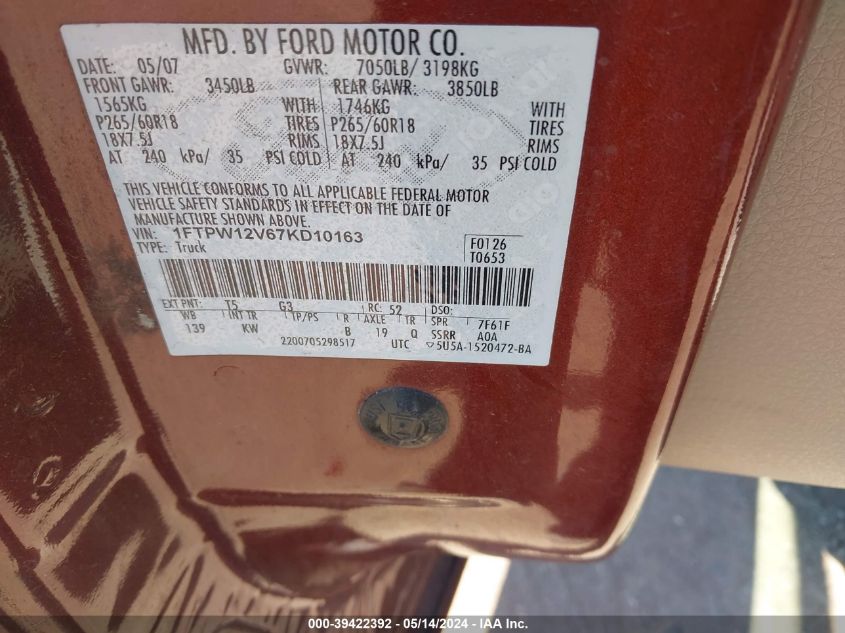 MFD. BY FORD MOTOR CO.
DATE: 05/07 GVWR: 7050LB/ 3198KG
FRONT GAWR: 3450LB REAR GAWR: 3850LB
1565KG WITH 1746KG WITH
P265/60R18 TIRES P265/60R18 TIRES
18X7.5J RIMS 18X7.5J RIMS
AT 240 kPa/ 35 PSI COLD AT 240 kPa/ 35 PSI COLD
THIS VEHICLE CONFORMS TO ALL APPLICABLE FEDERAL MOTOR
VEHICLE SAFETY STANDARDS IN EFFECT ON THE DATE OF
MANUFACTURE SHOWN ABOVE.
VIN: 1FTPW12V67KD10163 F0126
TYPE: Truck T0653
EXT PNT: T5 G3 RC: 52 DSO:
WB INT TR TP/PS R AXLE TR SPR 7F61F
139 KW B 19 Q SSRR A0A
2200705298517 UTC ▽5U5A-1520472-BA
000-39422392 - 05/14/2024 - IAA Inc.